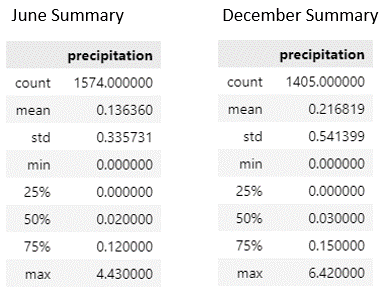 June Summary
precipitation
count 1574.000000
mean 0.136360
std 0.335731
min 0.000000
25% 0.000000
50% 0.020000
75% 0.120000
max 4.430000
December Summary
precipitation
count 1405.000000
mean 0.216819
std 0.541399
min 0.000000
25% 0.000000
50% 0.030000
75% 0.150000
max 6.420000